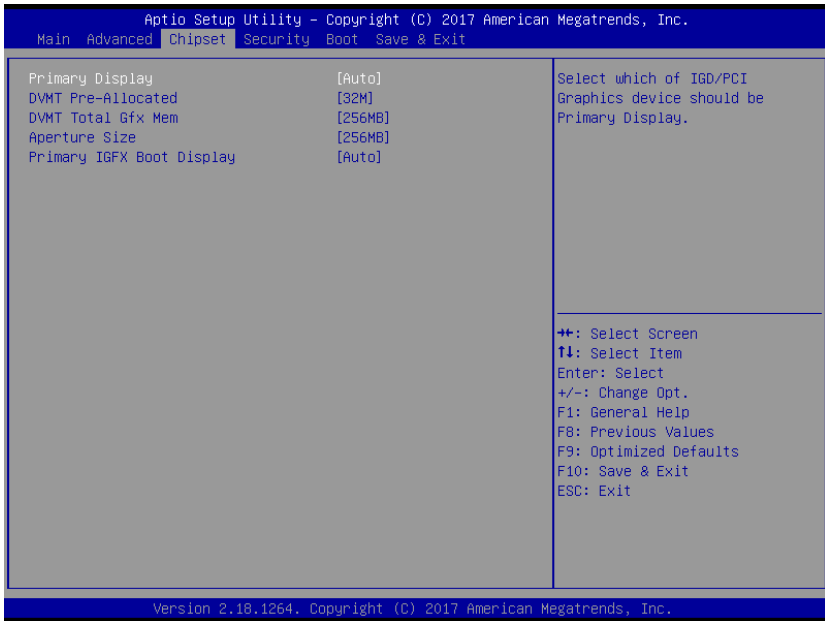 Aptio Setup Utility – Copyright (C) 2017 American Megatrends, Inc.
Main Advanced Chipset Security Boot Save & Exit
Primary Display [Auto]
DVMT Pre-Allocated [32M]
DVMT Total Gfx Mem [256MB]
Aperture Size [256MB]
Primary IGFX Boot Display [Auto]
Select which of IGD/PCI
Graphics device should be
Primary Display.
→←: Select Screen
↑↓: Select Item
Enter: Select
+/-: Change Opt.
F1: General Help
F8: Previous Values
F9: Optimized Defaults
F10: Save & Exit
ESC: Exit
Version 2.18.1264. Copyright (C) 2017 American Megatrends, Inc.